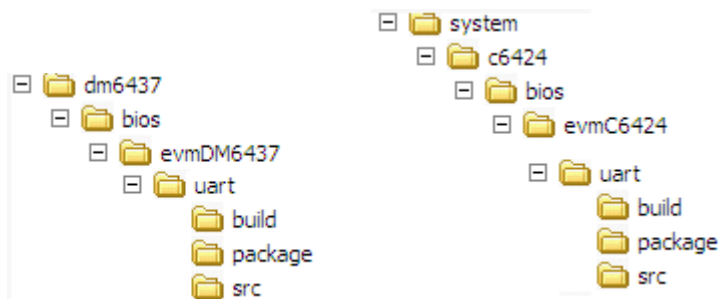 dm6437
bios
evmDM6437
uart
build
package
src
system
c6424
bios
evmC6424
uart
build
package
src